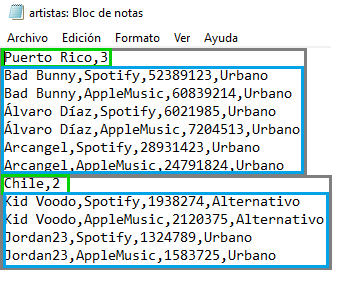 artistas: Bloc de notas
Archivo Edición Formato Ver Ayuda
Puerto Rico,3
Bad Bunny,Spotify,52389123,Urbano
Bad Bunny,AppleMusic,60839214,Urbano
Álvaro Díaz,Spotify,6021985,Urbano
Álvaro Díaz,AppleMusic,7204513,Urbano
Arcangel,Spotify,28931423,Urbano
Arcangel,AppleMusic,24791824,Urbano
Chile,2
Kid Voodo,Spotify,1938274,Alternativo
Kid Voodo,AppleMusic,2120375,Alternativo
Jordan23,Spotify,1324789,Urbano
Jordan23,AppleMusic,1583725,Urbano